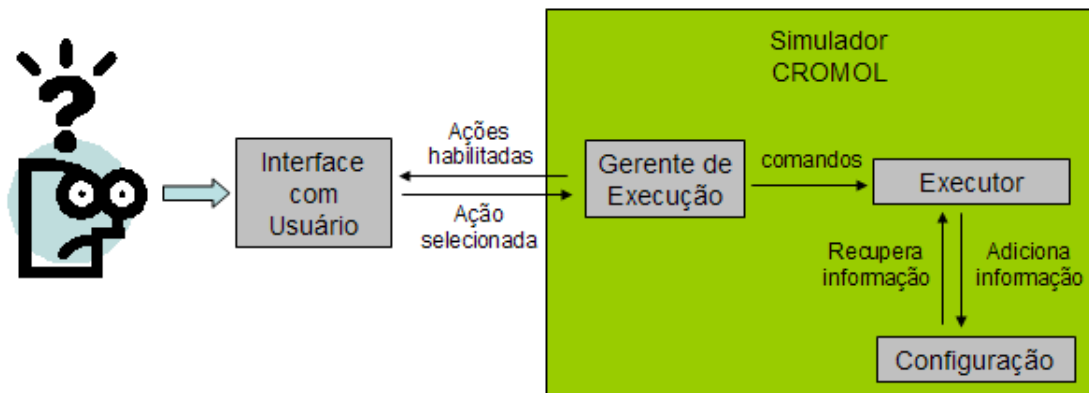 ?
Simulador
CROMOL
Ações
habilitadas
Interface
com
Usuário
Ação
selecionada
Gerente de
Execução
comandos
Executor
Recupera
informação
Adiciona
informação
Configuração